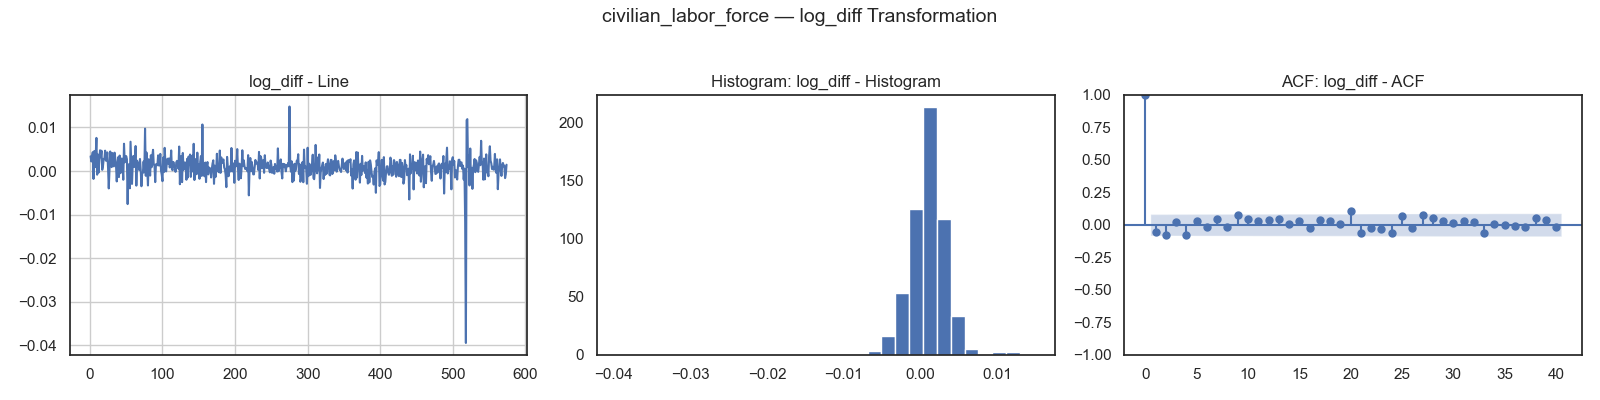 civilian_labor_force — log_diff Transformation
log_diff - Line
0.01
0.00
−0.01
−0.02
−0.03
−0.04
0 100 200 300 400 500 600
Histogram: log_diff - Histogram
200
150
100
50
0
−0.04 −0.03 −0.02 −0.01 0.00 0.01
ACF: log_diff - ACF
1.00
0.75
0.50
0.25
0.00
−0.25
−0.50
−0.75
−1.00
0 5 10 15 20 25 30 35 40